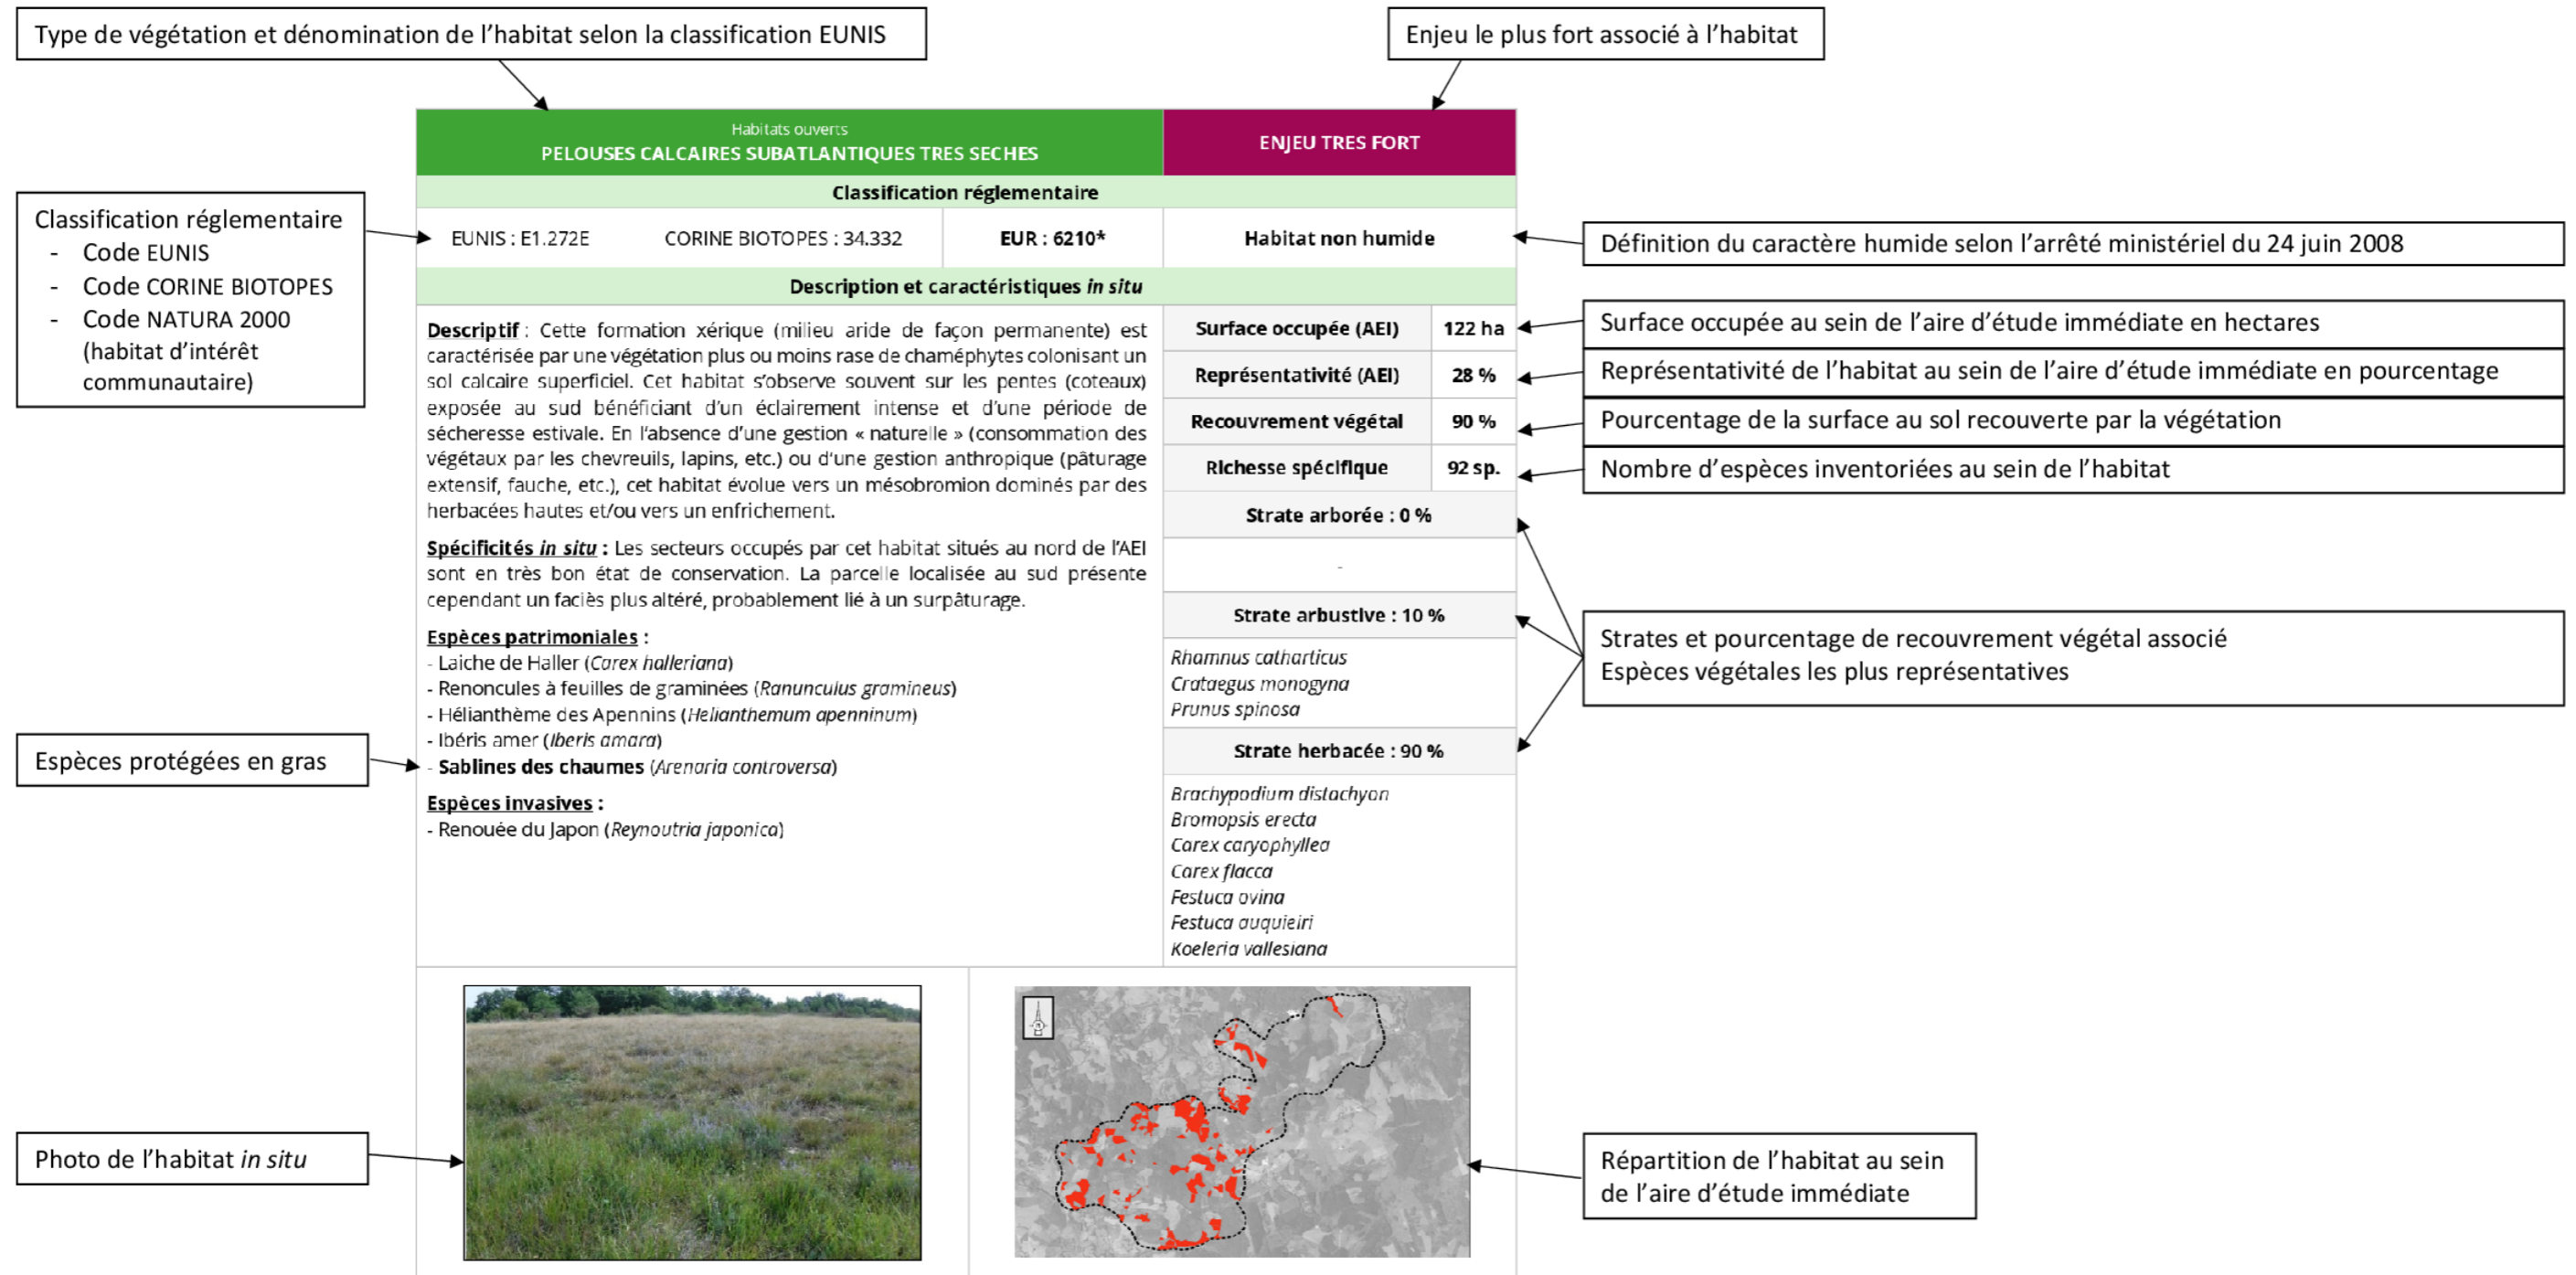 Type de végétation et dénomination de l'habitat selon la classification EUNIS
Enjeu le plus fort associé à l'habitat
Habitats ouverts
PELOUSES CALCAIRES SUBATLANTIQUES TRES SECHES
ENJEU TRES FORT
Classification réglementaire
Classification réglementaire
- Code EUNIS
- Code CORINE BIOTOPES
- Code NATURA 2000
(habitat d'intérêt
communautaire)
EUNIS : E1.272E
CORINE BIOTOPES : 34.332
EUR : 6210*
Habitat non humide
Définition du caractère humide selon l'arrêté ministériel du 24 juin 2008
Description et caractéristiques in situ
Descriptif : Cette formation xérique (milieu aride de façon permanente) est
caractérisée par une végétation plus ou moins rase de chaméphytes colonisant un
sol calcaire superficiel. Cet habitat s'observe souvent sur les pentes (coteaux)
exposée au sud bénéficiant d'un éclairement intense et d'une période de
sécheresse estivale. En l'absence d'une gestion « naturelle » (consommation des
végétaux par les chevreuils, lapins, etc.) ou d'une gestion anthropique (pâturage
extensif, fauche, etc.), cet habitat évolue vers un mésobromion dominés par des
herbacées hautes et/ou vers un enfrichement.
Spécificités in situ : Les secteurs occupés par cet habitat situés au nord de l'AEI
sont en très bon état de conservation. La parcelle localisée au sud présente
cependant un faciès plus altéré, probablement lié à un surpâturage.
Espèces patrimoniales :
- Laiche de Haller (Carex halleriana)
- Renoncules à feuilles de graminées (Ranunculus gramineus)
- Hélianthème des Apennins (Helianthemum apenninum)
- Ibéris amer (Iberis amara)
- Sablines des chaumes (Arenaria controversa)
Espèces protégées en gras
Espèces invasives :
- Renouée du Japon (Reynoutria japonica)
Surface occupée (AEI)
122 ha
Surface occupée au sein de l'aire d'étude immédiate en hectares
Représentativité (AEI)
28 %
Représentativité de l'habitat au sein de l'aire d'étude immédiate en pourcentage
Recouvrement végétal
90 %
Pourcentage de la surface au sol recouverte par la végétation
Richesse spécifique
92 sp.
Nombre d'espèces inventoriées au sein de l'habitat
Strate arborée : 0 %
-
Strate arbustive : 10 %
Rhamnus catharticus
Crataegus monogyna
Prunus spinosa
Strate herbacée : 90 %
Brachypodium distachyon
Bromopsis erecta
Carex caryophyllea
Carex flacca
Festuca ovina
Festuca auquieiri
Koeleria vallesiana
Strates et pourcentage de recouvrement végétal associé
Espèces végétales les plus représentatives
Photo de l'habitat in situ
Répartition de l'habitat au sein
de l'aire d'étude immédiate